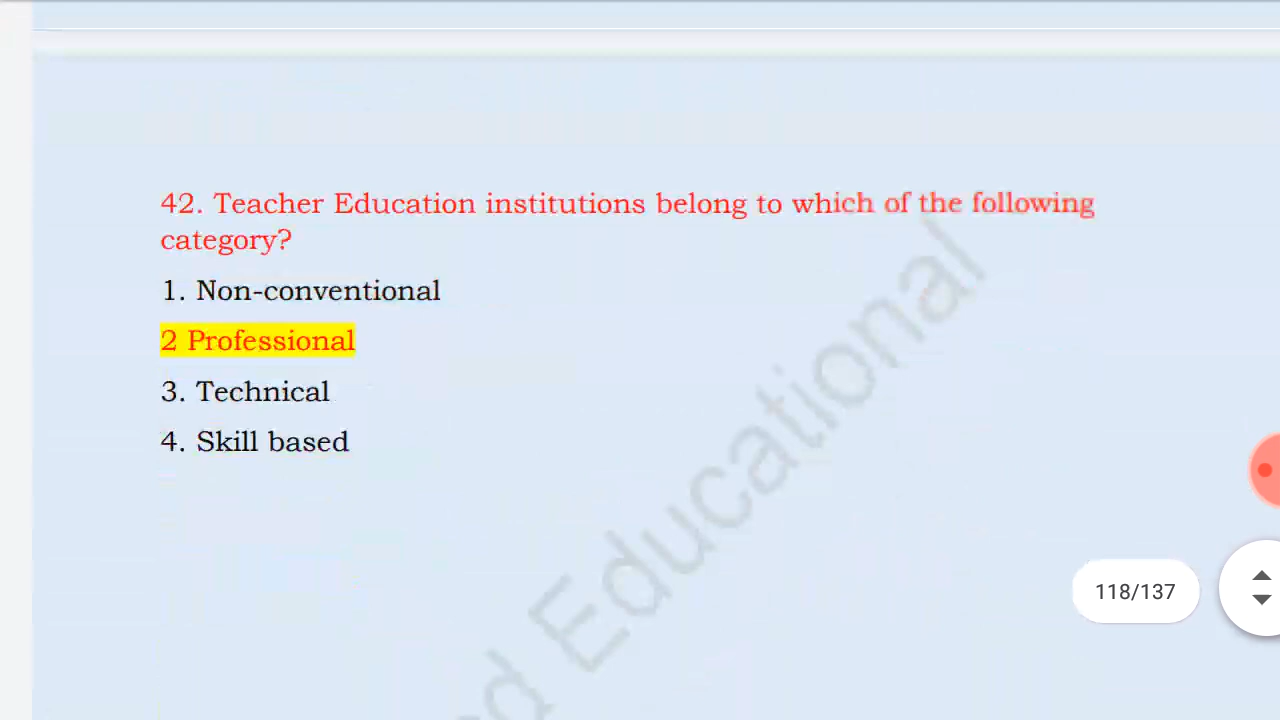 42. Teacher Education institutions belong to which of the following
category?
1. Non-conventional
2 Professional
3. Technical
4. Skill based
Educational
118/137